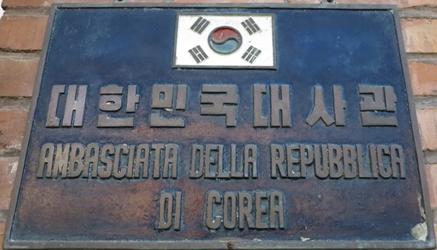 대한민국대사관
AMBASCIATA DELLA REPUBBLICA
DI COREA